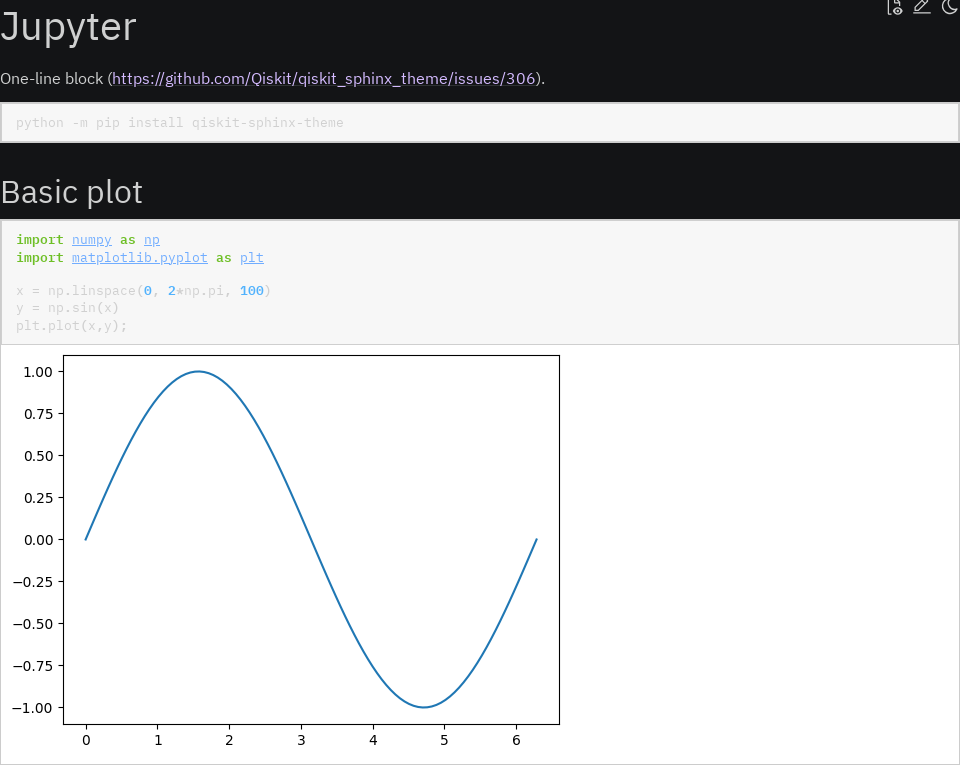 Jupyter
One-line block (https://github.com/Qiskit/qiskit_sphinx_theme/issues/306).
python -m pip install qiskit-sphinx-theme
Basic plot
import numpy as np
import matplotlib.pyplot as plt
x = np.linspace(0, 2*np.pi, 100)
y = np.sin(x)
plt.plot(x,y);
1.00
0.75
0.50
0.25
0.00
−0.25
−0.50
−0.75
−1.00
0 1 2 3 4 5 6